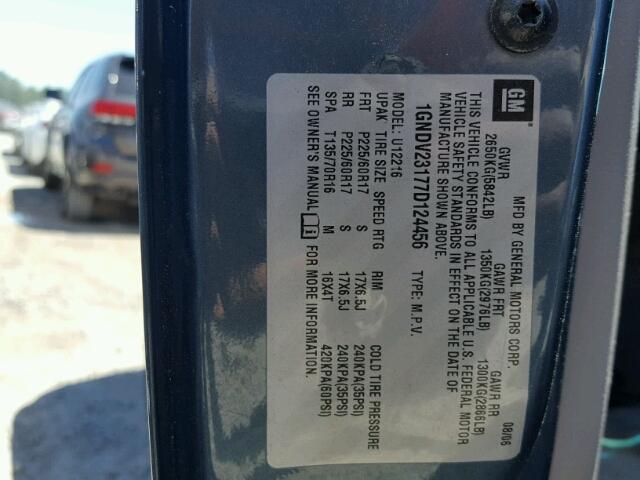 GM
MFD BY GENERAL MOTORS CORP. 08/06
GVWR GAWR FRT GAWR RR
2650KG(5842LB) 1350KG(2976LB) 1300KG(2866LB)
THIS VEHICLE CONFORMS TO ALL APPLICABLE U.S. FEDERAL MOTOR
VEHICLE SAFETY STANDARDS IN EFFECT ON THE DATE OF
MANUFACTURE SHOWN ABOVE.
1GNDV23177D124456 TYPE: M.P.V.
MODEL: U12216
UPAK TIRE SIZE SPEED RTG RIM COLD TIRE PRESSURE
FRT P225/60R17 S 17X6.5J 240KPA(35PSI)
RR P225/60R17 S 17X6.5J 240KPA(35PSI)
SPA T135/70R16 M 16X4T 420KPA(60PSI)
SEE OWNER'S MANUAL FOR MORE INFORMATION.